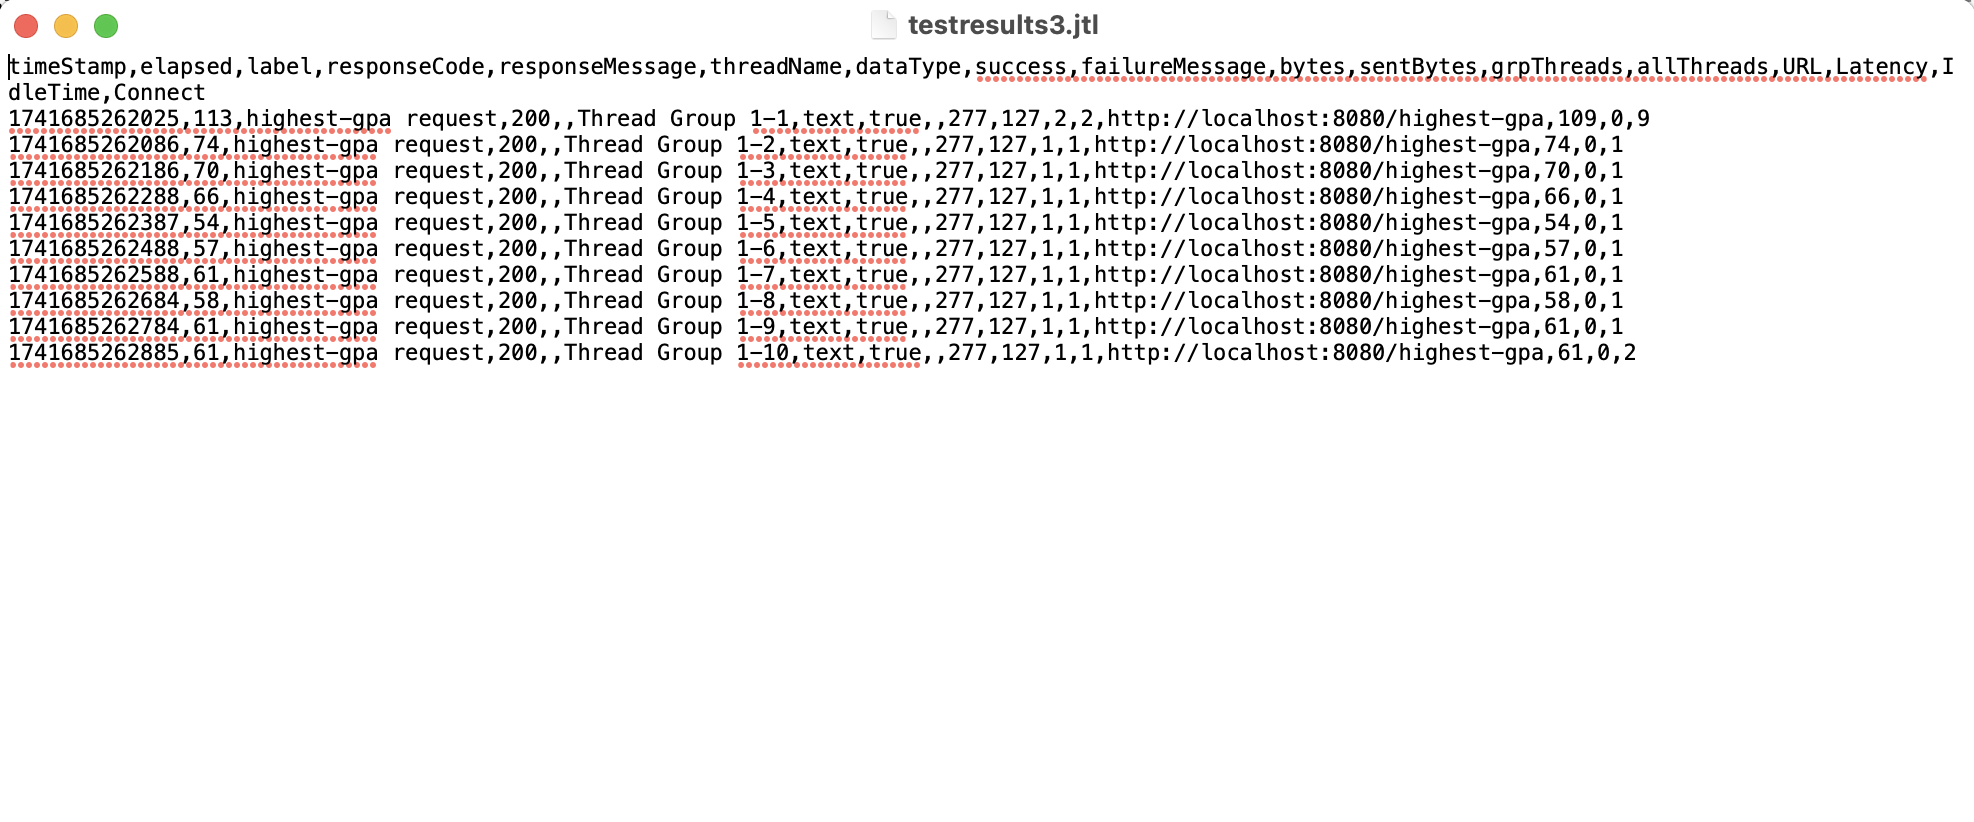 testresults3.jtl
timeStamp,elapsed,label,responseCode,responseMessage,threadName,dataType,success,failureMessage,bytes,sentBytes,grpThreads,allThreads,URL,Latency,I
dleTime,Connect
1741685262025,113,highest-gpa request,200,,Thread Group 1-1,text,true,,277,127,2,2,http://localhost:8080/highest-gpa,109,0,9
1741685262086,74,highest-gpa request,200,,Thread Group 1-2,text,true,,277,127,1,1,http://localhost:8080/highest-gpa,74,0,1
1741685262186,70,highest-gpa request,200,,Thread Group 1-3,text,true,,277,127,1,1,http://localhost:8080/highest-gpa,70,0,1
1741685262288,66,highest-gpa request,200,,Thread Group 1-4,text,true,,277,127,1,1,http://localhost:8080/highest-gpa,66,0,1
1741685262387,54,highest-gpa request,200,,Thread Group 1-5,text,true,,277,127,1,1,http://localhost:8080/highest-gpa,54,0,1
1741685262488,57,highest-gpa request,200,,Thread Group 1-6,text,true,,277,127,1,1,http://localhost:8080/highest-gpa,57,0,1
1741685262588,61,highest-gpa request,200,,Thread Group 1-7,text,true,,277,127,1,1,http://localhost:8080/highest-gpa,61,0,1
1741685262684,58,highest-gpa request,200,,Thread Group 1-8,text,true,,277,127,1,1,http://localhost:8080/highest-gpa,58,0,1
1741685262784,61,highest-gpa request,200,,Thread Group 1-9,text,true,,277,127,1,1,http://localhost:8080/highest-gpa,61,0,1
1741685262885,61,highest-gpa request,200,,Thread Group 1-10,text,true,,277,127,1,1,http://localhost:8080/highest-gpa,61,0,2